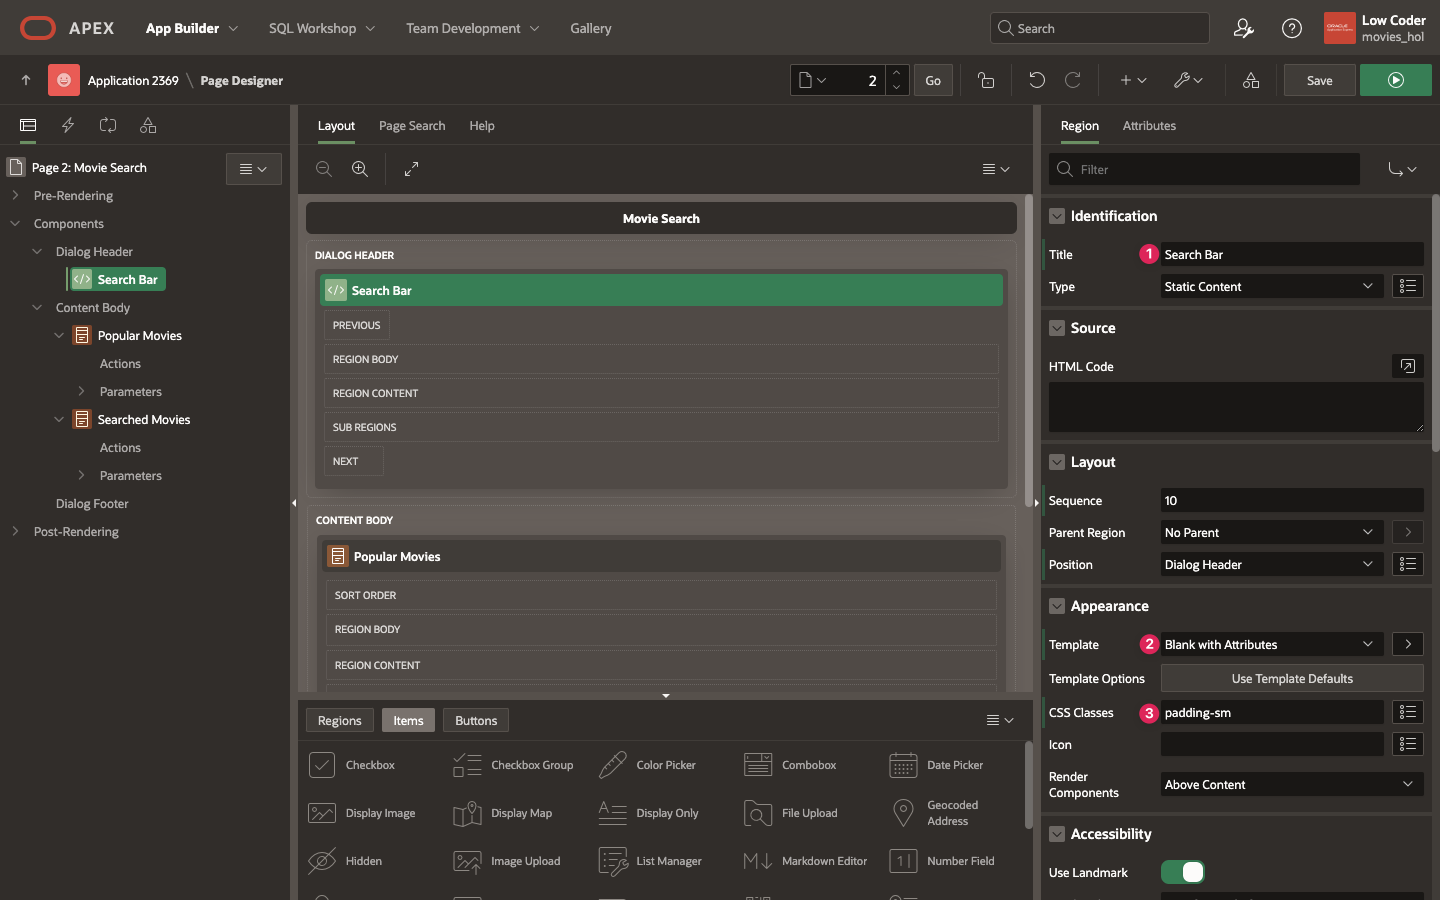 APEX
App Builder
SQL Workshop
Team Development
Gallery
Search
Low Coder
movies_hol
Application 2369 \ Page Designer
2
Go
Save
Page 2: Movie Search
Pre-Rendering
Components
Dialog Header
Search Bar
Content Body
Popular Movies
Actions
Parameters
Searched Movies
Actions
Parameters
Dialog Footer
Post-Rendering
Layout
Page Search
Help
Movie Search
DIALOG HEADER
Search Bar
PREVIOUS
REGION BODY
REGION CONTENT
SUB REGIONS
NEXT
CONTENT BODY
Popular Movies
SORT ORDER
REGION BODY
REGION CONTENT
Regions
Items
Buttons
Checkbox
Checkbox Group
Color Picker
Combobox
Date Picker
Display Image
Display Map
Display Only
File Upload
Geocoded
Address
Hidden
Image Upload
List Manager
Markdown Editor
Number Field
Region
Attributes
Filter
Identification
Title
1
Search Bar
Type
Static Content
Source
HTML Code
Layout
Sequence
10
Parent Region
No Parent
Position
Dialog Header
Appearance
Template
2
Blank with Attributes
Template Options
Use Template Defaults
CSS Classes
3
padding-sm
Icon
Render
Components
Above Content
Accessibility
Use Landmark